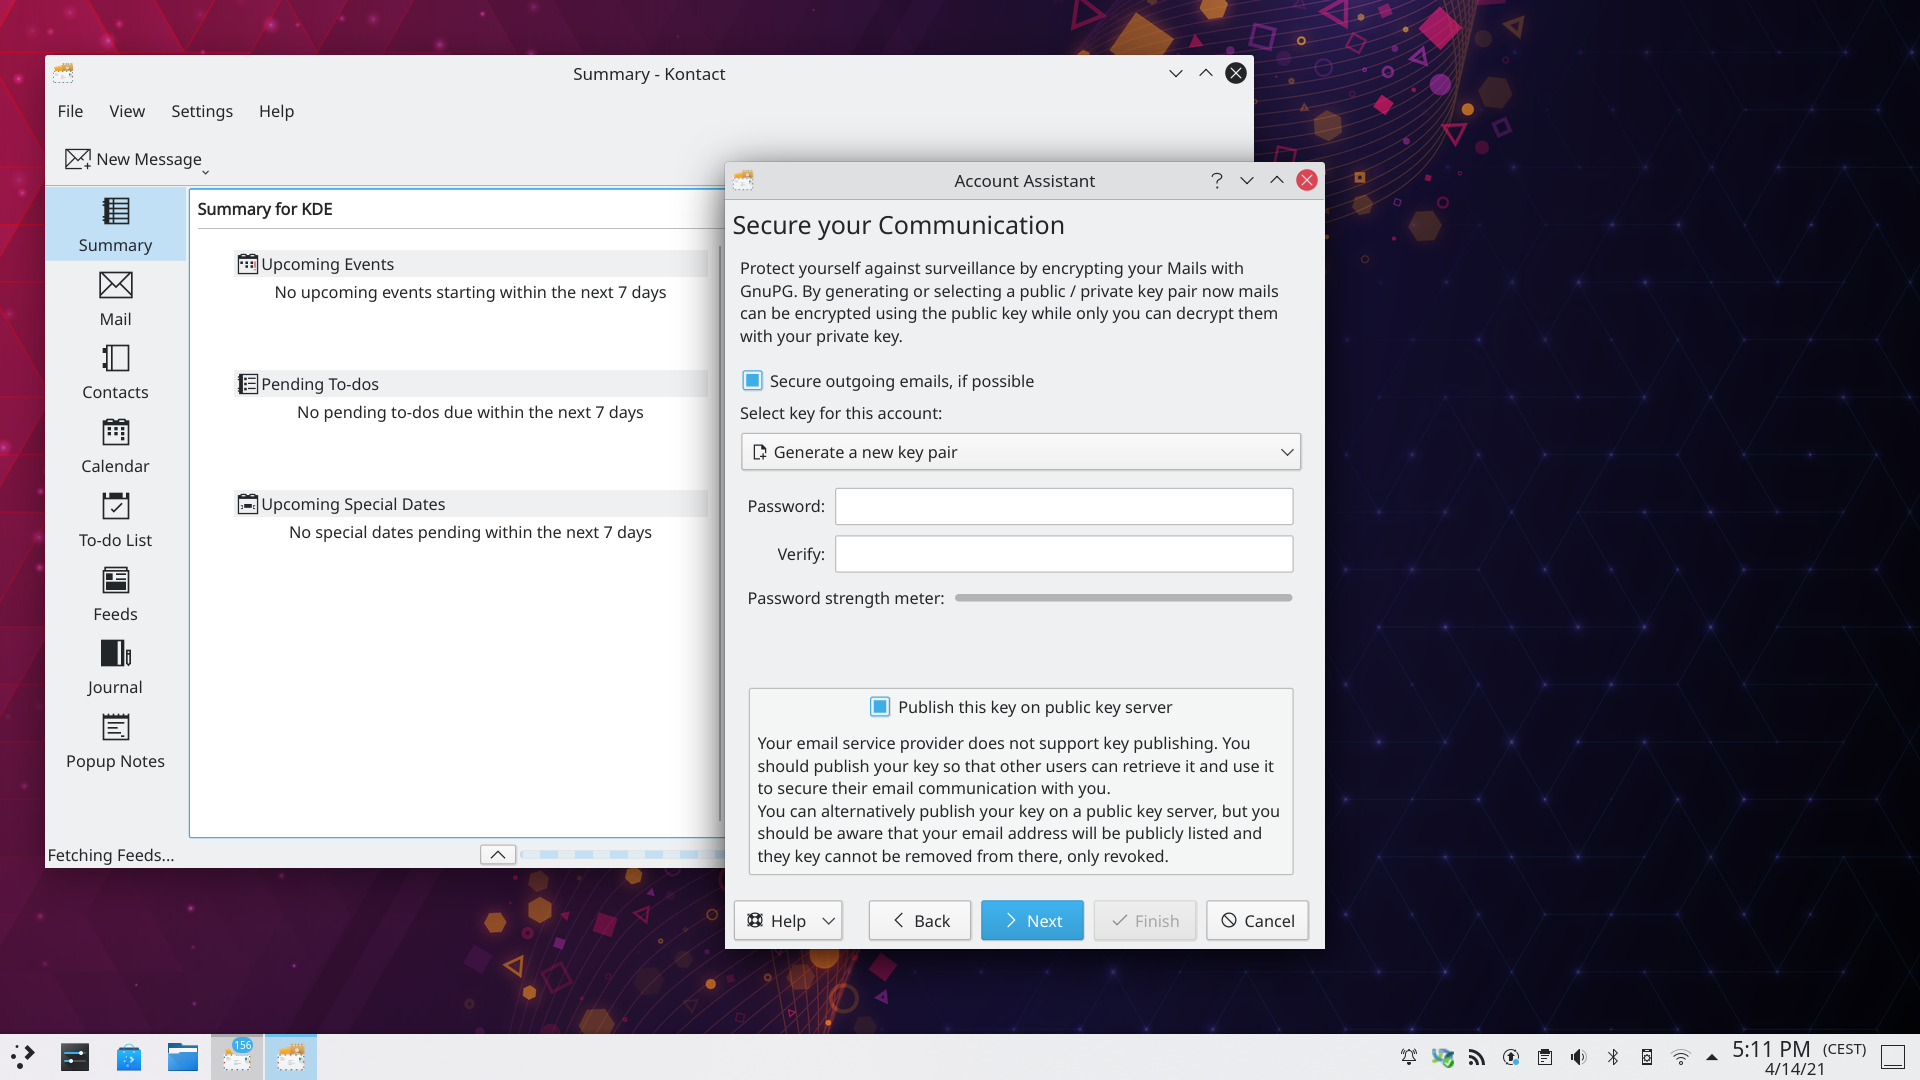 Summary - Kontact
File View Settings Help
New Message
Summary
Mail
Contacts
Calendar
To-do List
Feeds
Journal
Popup Notes
Summary for KDE
Upcoming Events
No upcoming events starting within the next 7 days
Pending To-dos
No pending to-dos due within the next 7 days
Upcoming Special Dates
No special dates pending within the next 7 days
Fetching Feeds...
Account Assistant
Secure your Communication
Protect yourself against surveillance by encrypting your Mails with
GnuPG. By generating or selecting a public / private key pair now mails
can be encrypted using the public key while only you can decrypt them
with your private key.
Secure outgoing emails, if possible
Select key for this account:
Generate a new key pair
Password:
Verify:
Password strength meter:
Publish this key on public key server
Your email service provider does not support key publishing. You
should publish your key so that other users can retrieve it and use it
to secure their email communication with you.
You can alternatively publish your key on a public key server, but you
should be aware that your email address will be publicly listed and
they key cannot be removed from there, only revoked.
Help Back Next Finish Cancel
156
5:11 PM (CEST)
4/14/21